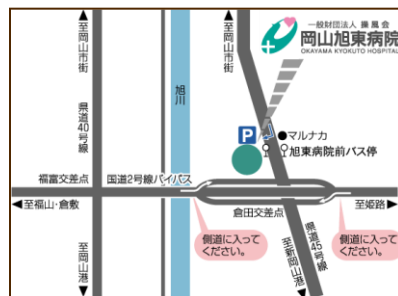 一般財団法人 操風会
岡山旭東病院
OKAYAMA KYOKUTO HOSPITAL
至岡山市街
至岡山市街
旭川
県道40号線
P
マルナカ
旭東病院前バス停
福富交差点
国道2号線バイパス
至福山・倉敷
倉田交差点
至姫路
側道に入って
ください。
側道に入って
ください。
至岡山港
至新岡山港
県道45号線